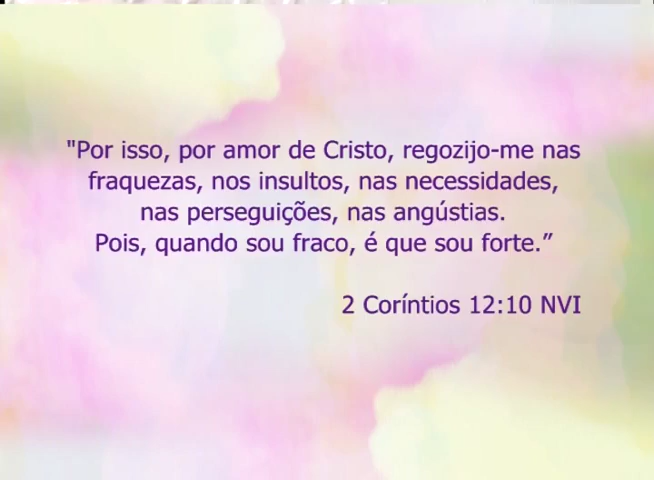 "Por isso, por amor de Cristo, regozijo-me nas
fraquezas, nos insultos, nas necessidades,
nas perseguições, nas angústias.
Pois, quando sou fraco, é que sou forte.”
2 Coríntios 12:10 NVI